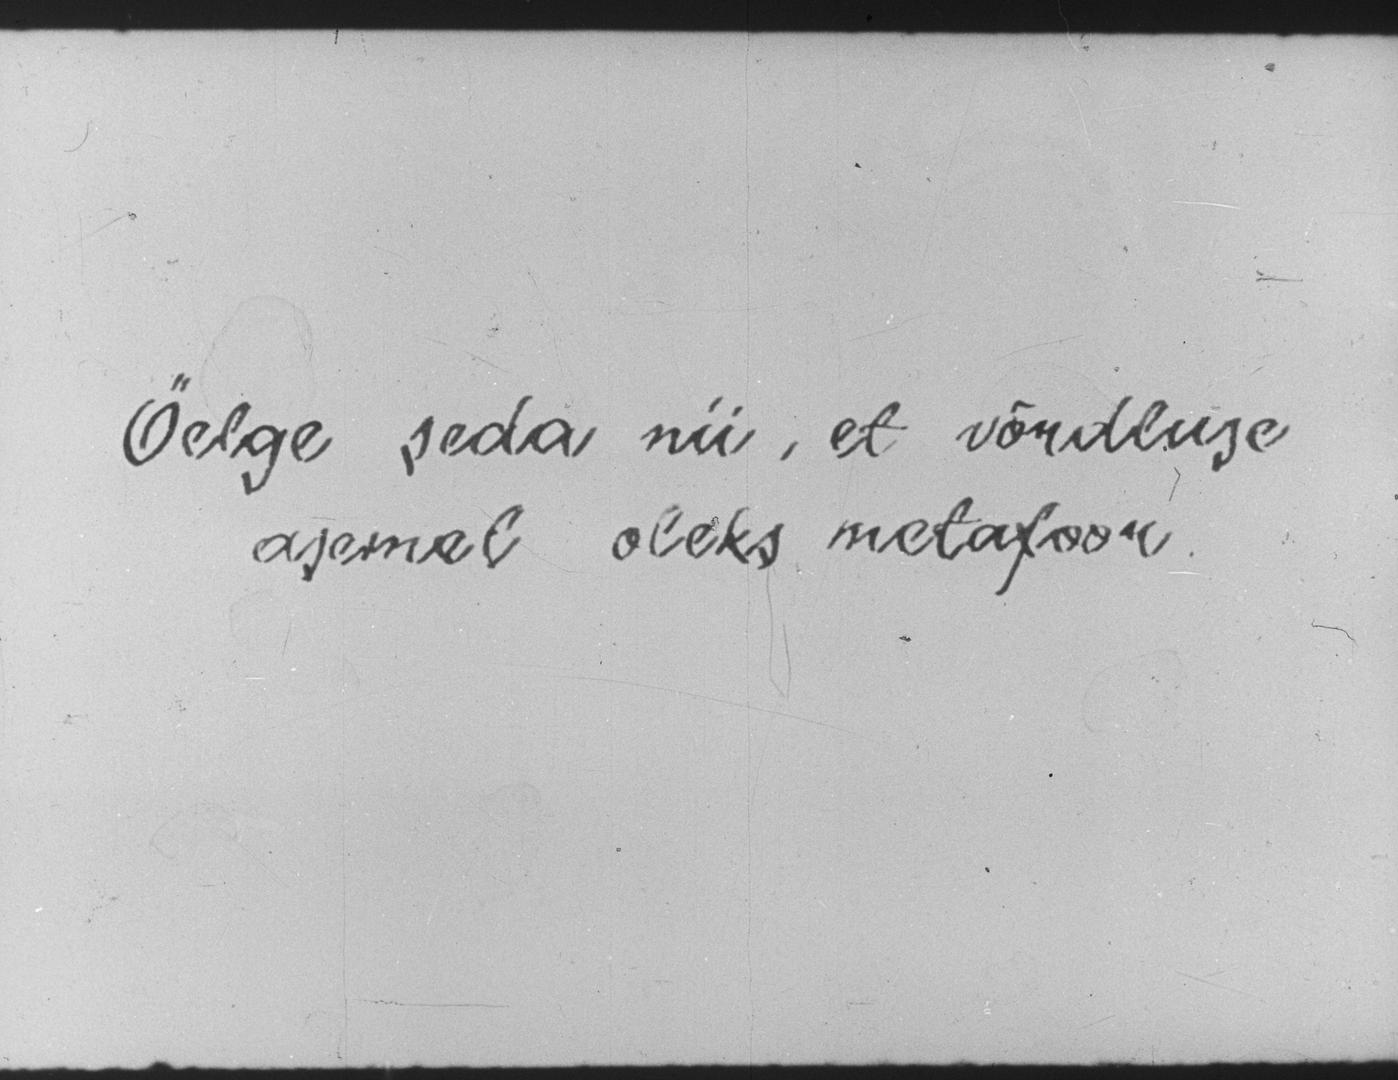 Öelge seda nii, et võrdluse
asemel oleks metafoor.